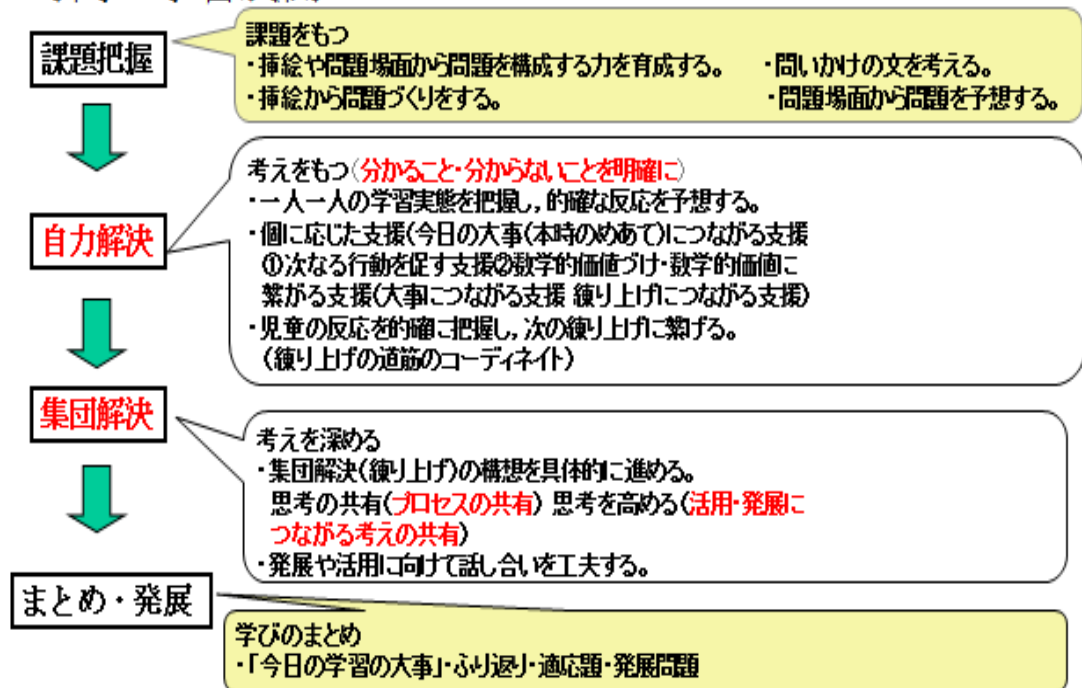 課題把握
課題をもつ
・挿絵や問題場面から問題を構成する力を育成する。 ・問いかけの文を考える。
・挿絵から問題づくりをする。 ・問題場面から問題を予想する。
自力解決
考えをもつ(分かること・分からないことを明確に)
・一人一人の学習実態を把握し,的確な反応を予想する。
・個に応じた支援(今日の大事(本時のめあて)につながる支援
①次なる行動を促す支援②数学的価値づけ・数学的価値に
繋がる支援(大事につながる支援 練り上げにつながる支援)
・児童の反応を的確に把握し,次の練り上げに繋げる。
(練り上げの道筋のコーディネイト)
集団解決
考えを深める
・集団解決(練り上げ)の構想を具体的に進める。
思考の共有(プロセスの共有) 思考を高める(活用・発展に
つながる考えの共有)
・発展や活用に向けて話し合いを工夫する。
まとめ・発展
学びのまとめ
・「今日の学習の大事」・ふり返り・適応題・発展問題